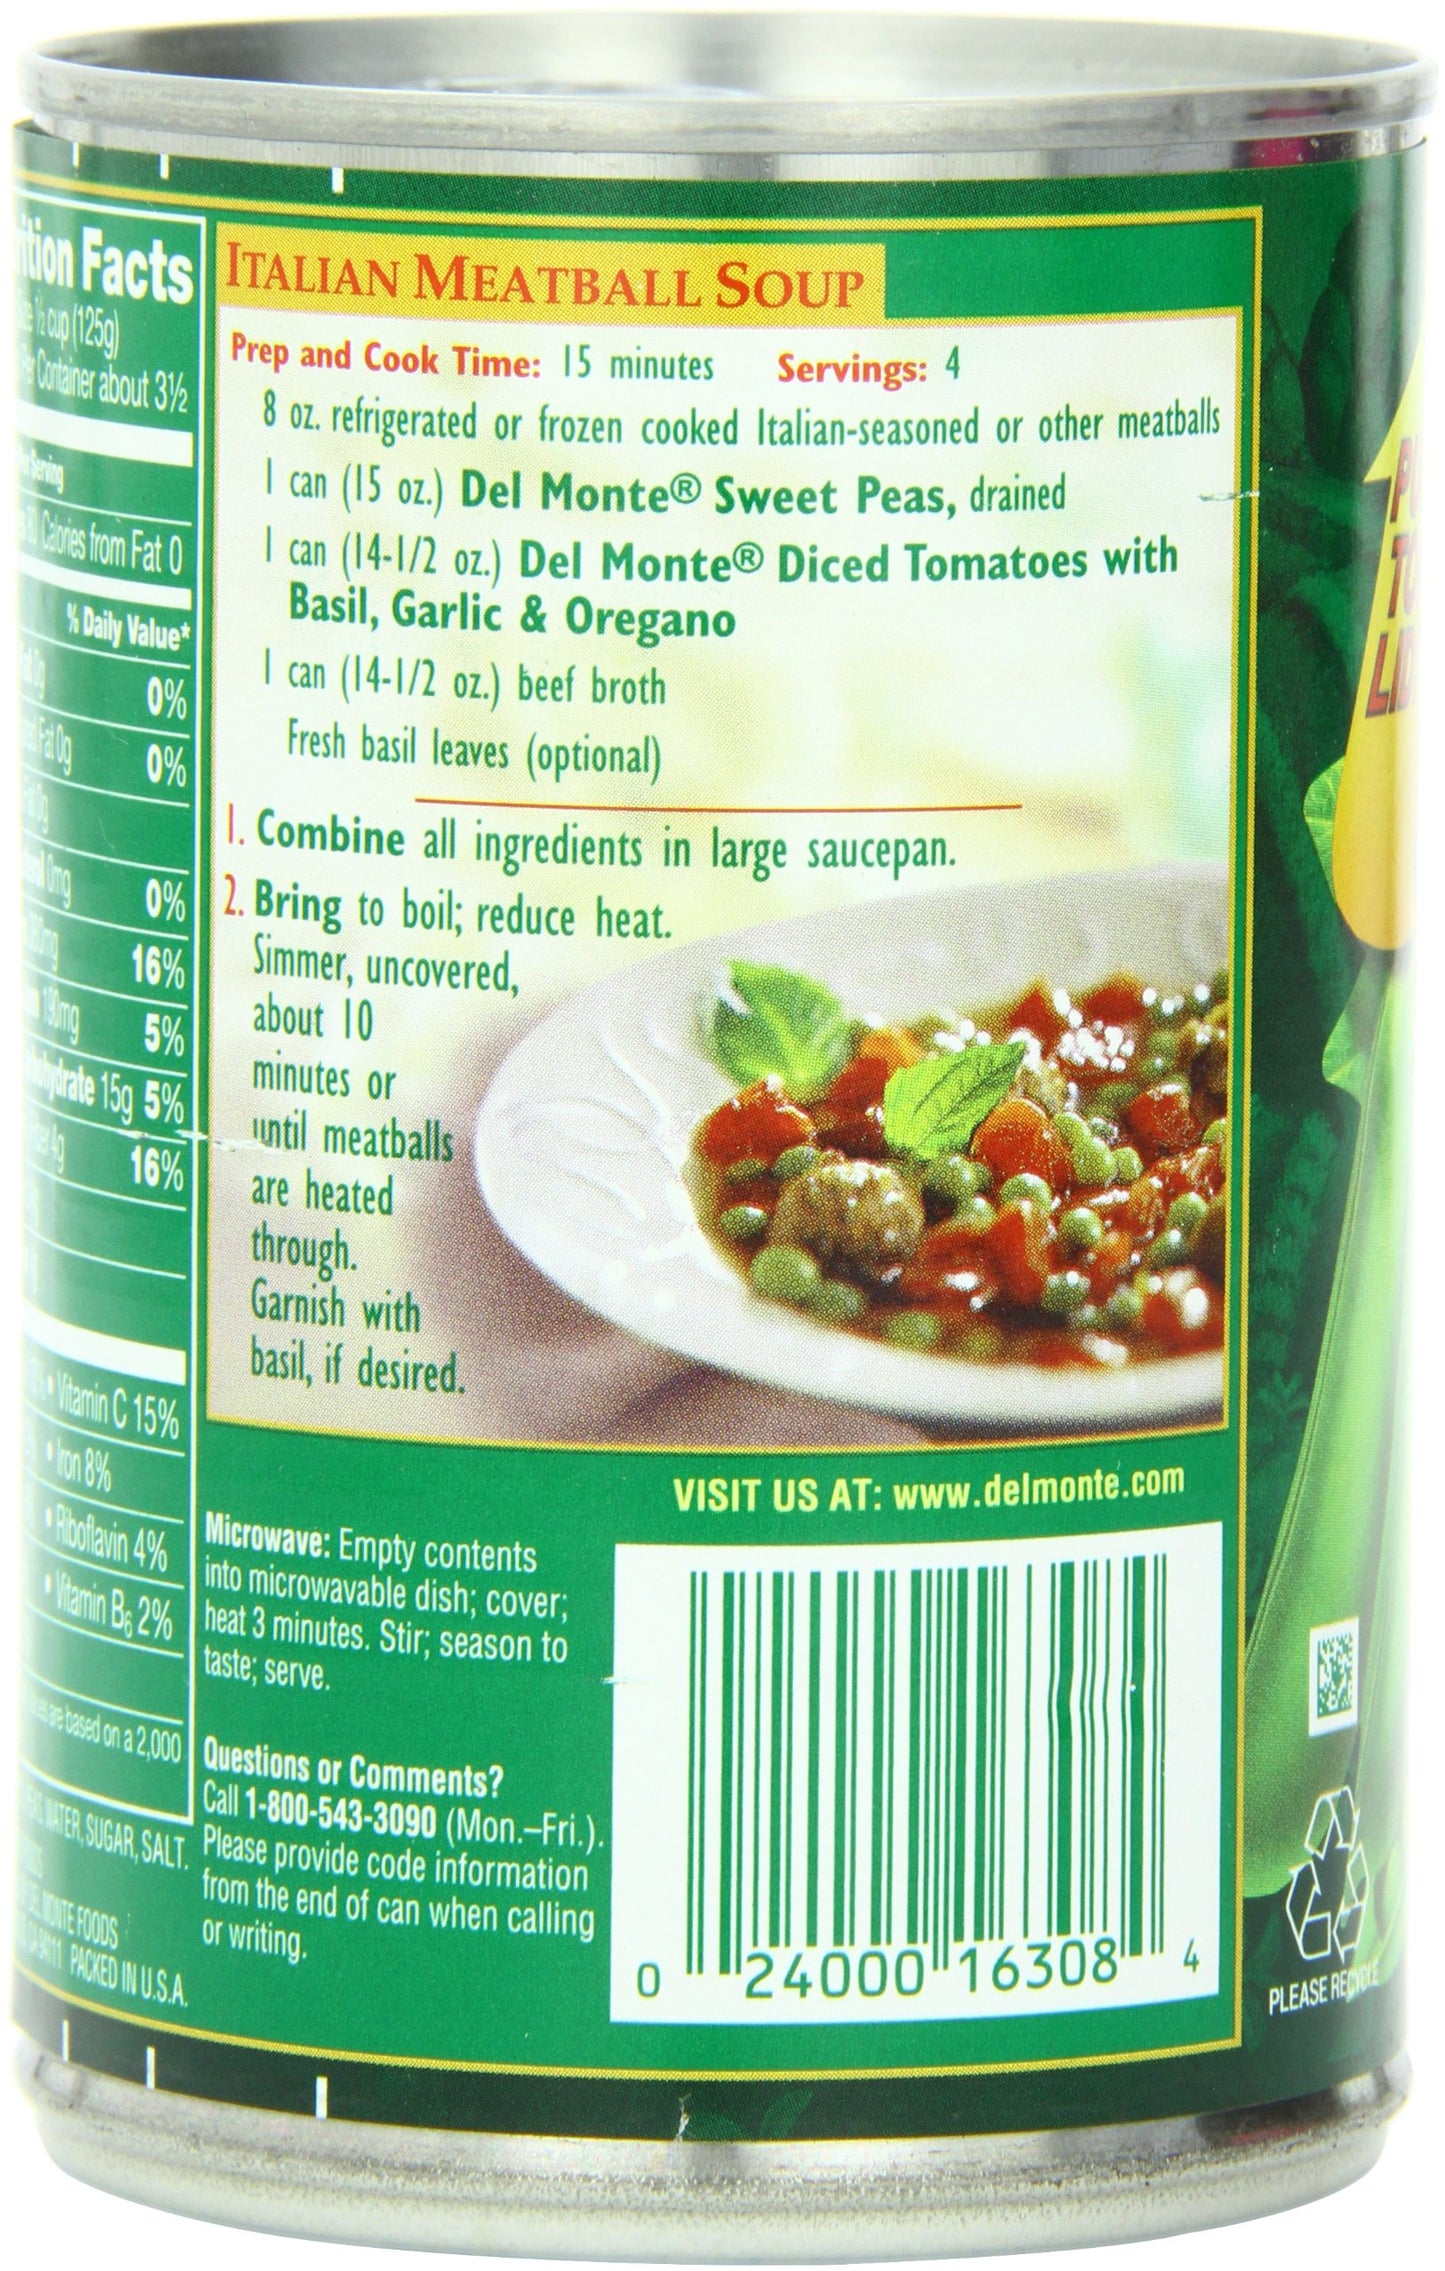 Facts
½ cup (125g)
Per Container about 3½
Per Serving
80 Calories from Fat 0
% Daily Value*
Fat 0g
0%
Fat 0g
0%
Fat 0g
0mg
0%
16%
190mg
5%
15g 5%
4g
16%
• Vitamin C 15%
• Iron 8%
• Riboflavin 4%
• Vitamin B6 2%
are based on a 2,000
WATER, SUGAR, SALT.
DEL MONTE FOODS
CA 94111 PACKED IN U.S.A.
ITALIAN MEATBALL SOUP
Prep and Cook Time: 15 minutes Servings: 4
8 oz. refrigerated or frozen cooked Italian-seasoned or other meatballs
1 can (15 oz.) Del Monte® Sweet Peas, drained
1 can (14-1/2 oz.) Del Monte® Diced Tomatoes with
Basil, Garlic & Oregano
1 can (14-1/2 oz.) beef broth
Fresh basil leaves (optional)
1. Combine all ingredients in large saucepan.
2. Bring to boil; reduce heat.
Simmer, uncovered,
about 10
minutes or
until meatballs
are heated
through.
Garnish with
basil, if desired.
VISIT US AT: www.delmonte.com
Microwave: Empty contents
into microwavable dish; cover;
heat 3 minutes. Stir; season to
taste; serve.
Questions or Comments?
Call 1-800-543-3090 (Mon.–Fri.).
Please provide code information
from the end of can when calling
or writing.
0 24000 16308 4
PLEASE RECYCLE